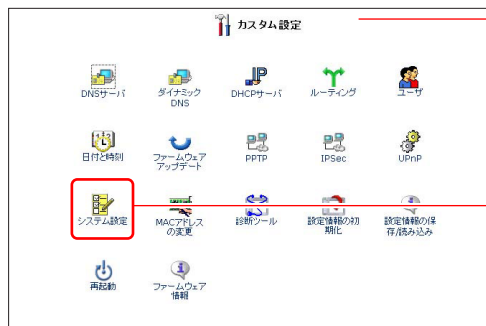 カスタム設定
DNSサーバ
ダイナミック
DNS
DHCPサーバ
ルーティング
ユーザ
日付と時刻
ファームウェア
アップデート
PPTP
IPSec
UPnP
システム設定
MACアドレス
の変更
診断ツール
設定情報の初
期化
設定情報の保
存/読み込み
再起動
ファームウェア
情報